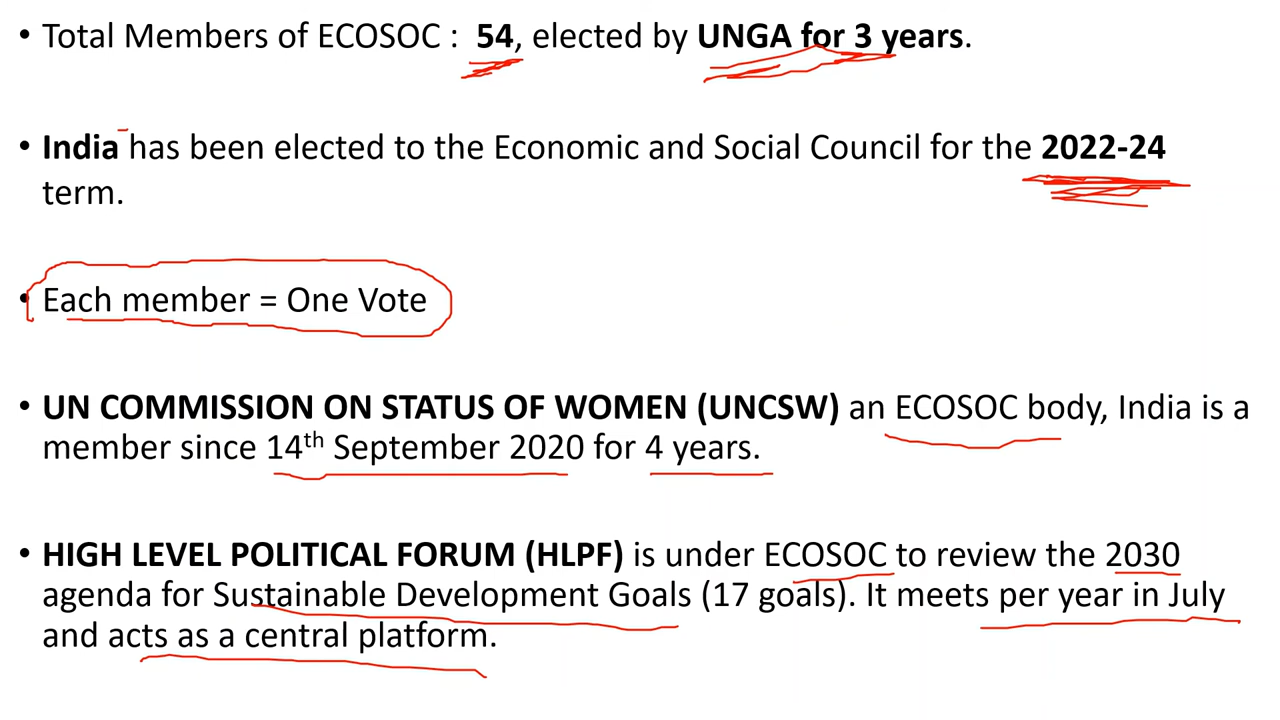 • Total Members of ECOSOC : 54, elected by UNGA for 3 years.
• India has been elected to the Economic and Social Council for the 2022-24
term.
• Each member = One Vote
• UN COMMISSION ON STATUS OF WOMEN (UNCSW) an ECOSOC body, India is a
member since 14th September 2020 for 4 years.
• HIGH LEVEL POLITICAL FORUM (HLPF) is under ECOSOC to review the 2030
agenda for Sustainable Development Goals (17 goals). It meets per year in July
and acts as a central platform.